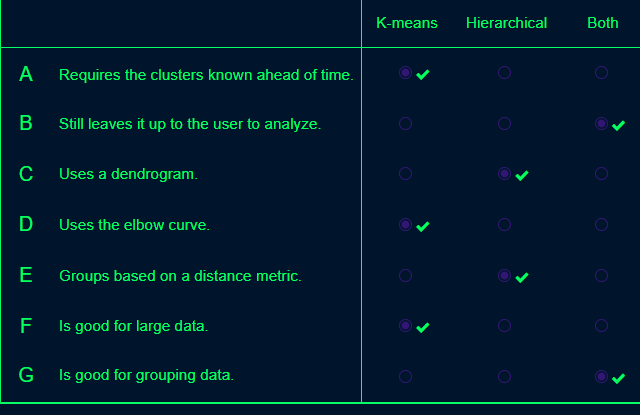 K-means Hierarchical Both
A Requires the clusters known ahead of time.
B Still leaves it up to the user to analyze.
C Uses a dendrogram.
D Uses the elbow curve.
E Groups based on a distance metric.
F Is good for large data.
G Is good for grouping data.